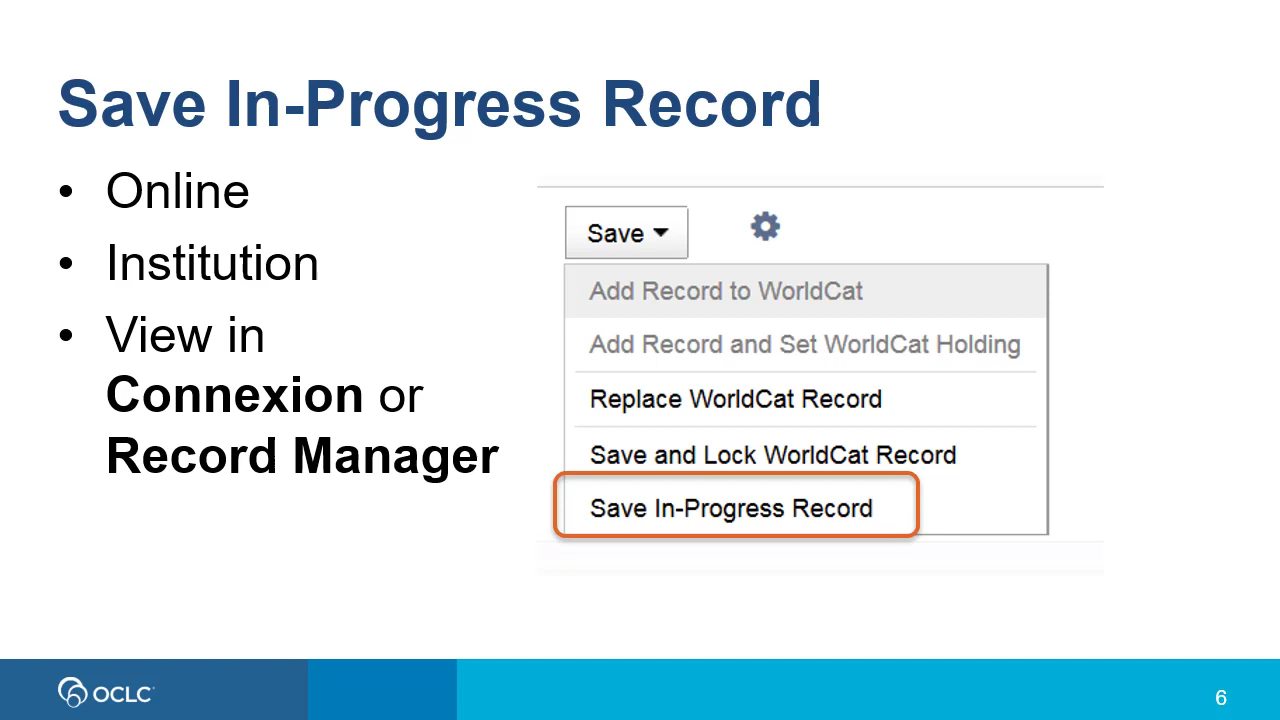 Save In-Progress Record
• Online
• Institution
• View in
Connexion or
Record Manager
Save
Add Record to WorldCat
Add Record and Set WorldCat Holding
Replace WorldCat Record
Save and Lock WorldCat Record
Save In-Progress Record
OCLC
6